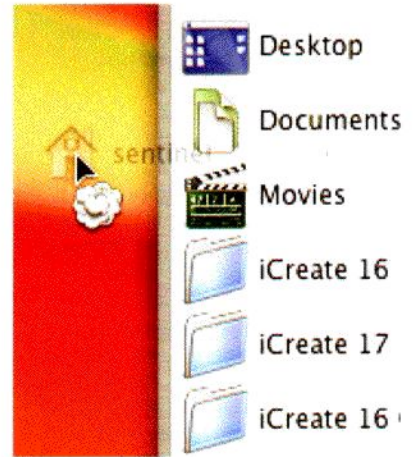 Desktop
Documents
sentinel
Movies
iCreate 16
iCreate 17
iCreate 16